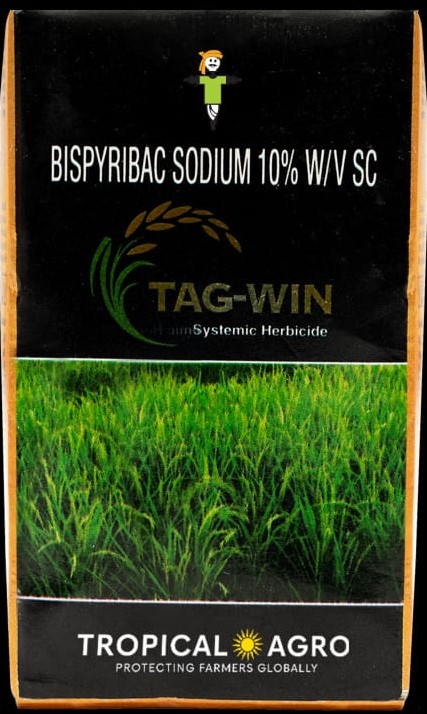 BISPYRIBAC SODIUM 10% W/V SC
TAG-WIN
Systemic Herbicide
TROPICAL AGRO
PROTECTING FARMERS GLOBALLY